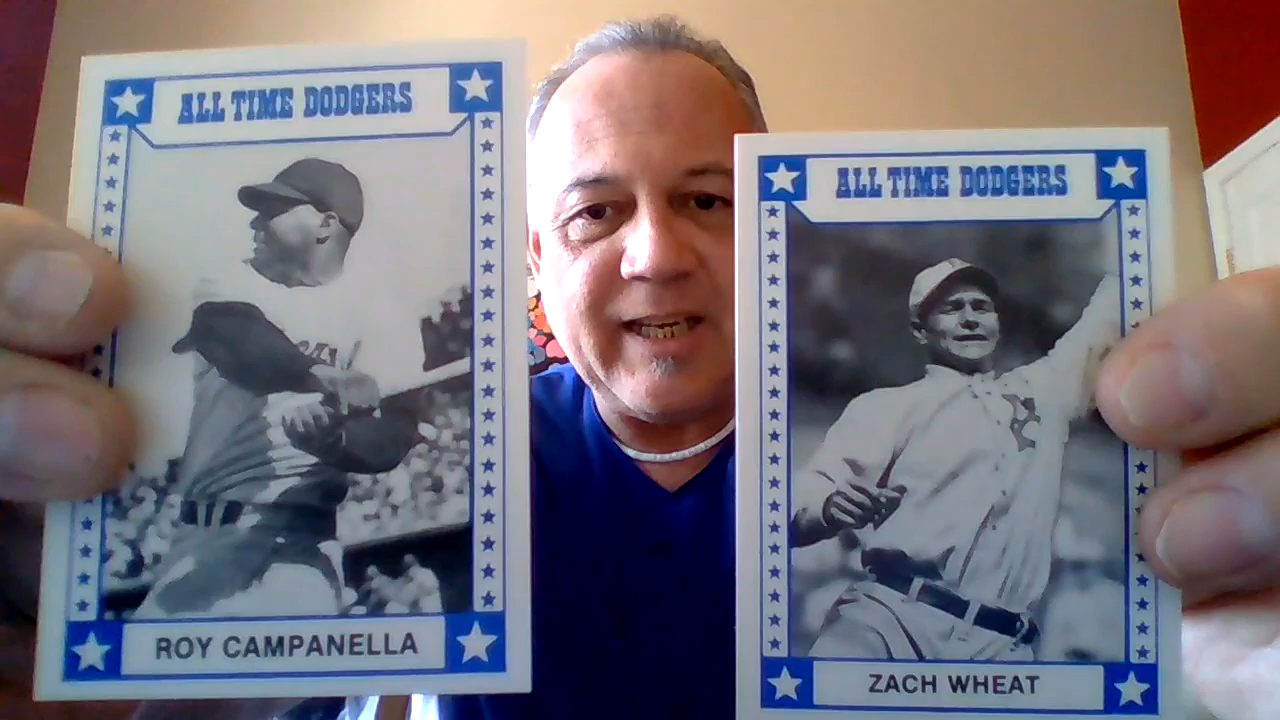 ALL TIME DODGERS
ROY CAMPANELLA
ALL TIME DODGERS
B
ZACH WHEAT